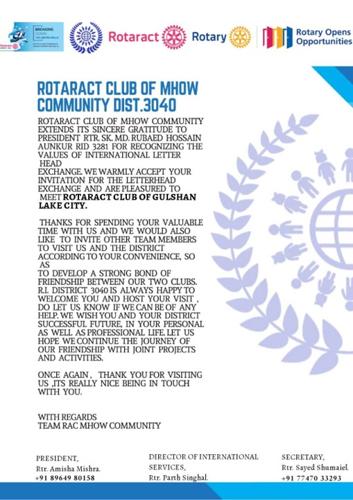 Rotaract
Rotary
Rotary Opens
Opportunities
ROTARACT CLUB OF MHOW
COMMUNITY DIST.3040
ROTARACT CLUB OF MHOW COMMUNITY
EXTENDS ITS SINCERE GRATITUDE TO
PRESIDENT RTR. SK. MD. RUBAED HOSSAIN
AUNKUR RID 3281 FOR RECOGNIZING THE
VALUES OF INTERNATIONAL LETTER
HEAD
EXCHANGE. WE WARMLY ACCEPT YOUR
INVITATION FOR THE LETTERHEAD
EXCHANGE AND ARE PLEASURED TO
MEET ROTARACT CLUB OF GULSHAN
LAKE CITY.
THANKS FOR SPENDING YOUR VALUABLE
TIME WITH US AND WE WOULD ALSO
LIKE TO INVITE OTHER TEAM MEMBERS
TO VISIT US AND THE DISTRICT
ACCORDING TO YOUR CONVENIENCE, SO
AS
TO DEVELOP A STRONG BOND OF
FRIENDSHIP BETWEEN OUR TWO CLUBS.
R.I. DISTRICT 3040 IS ALWAYS HAPPY TO
WELCOME YOU AND HOST YOUR VISIT ,
DO LET US KNOW IF WE CAN BE OF ANY
HELP. WE WISH YOU AND YOUR DISTRICT
SUCCESSFUL FUTURE, IN YOUR PERSONAL
AS WELL AS PROFESSIONAL LIFE. LET US
HOPE WE CONTINUE THE JOURNEY OF
OUR FRIENDSHIP WITH JOINT PROJECTS
AND ACTIVITIES.
ONCE AGAIN , THANK YOU FOR VISITING
US ,ITS REALLY NICE BEING IN TOUCH
WITH YOU.
WITH REGARDS
TEAM RAC MHOW COMMUNITY
PRESIDENT,
Rtr. Amisha Mishra.
+91 89649 80158
DIRECTOR OF INTERNATIONAL
SERVICES,
Rtr. Parth Singhal.
SECRETARY,
Rtr. Sayed Shumaiel.
+91 77470 33293